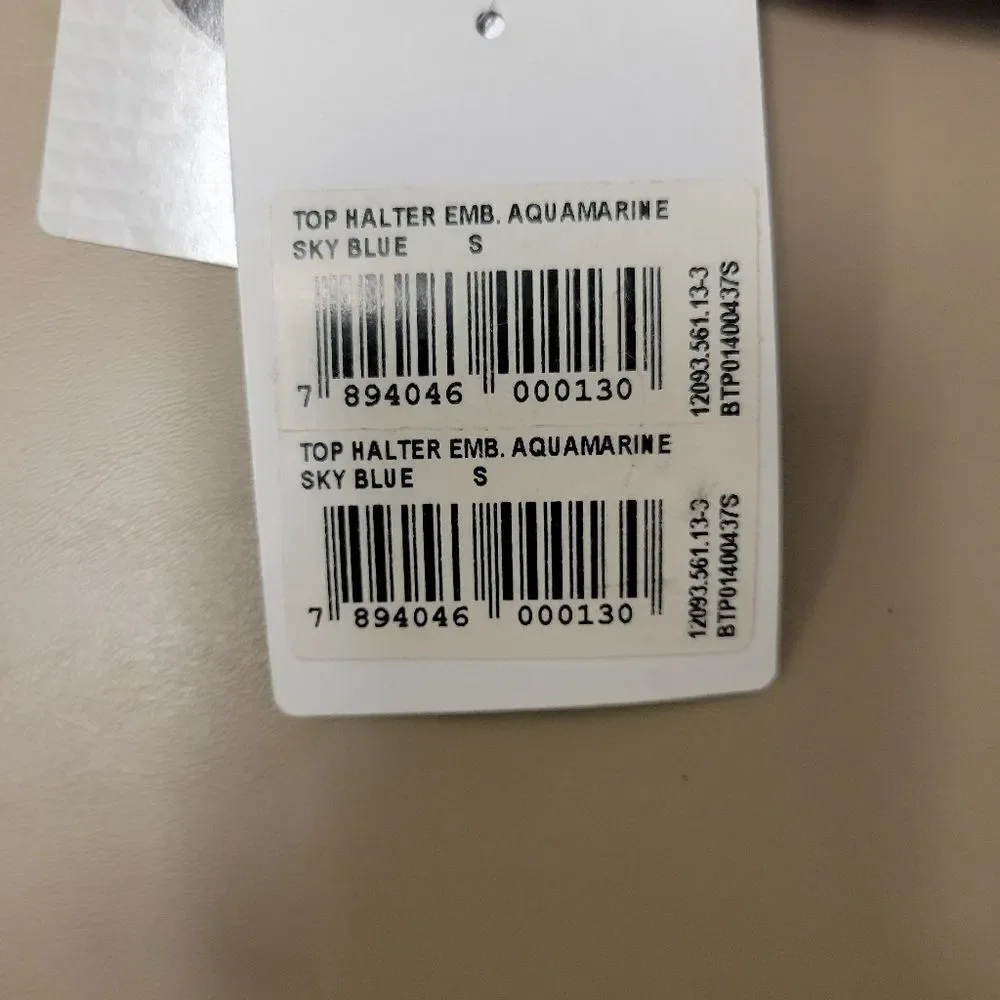 TOP HALTER EMB. AQUAMARINE
SKY BLUE S
7 894046 000130
12093.561.13-3
BTP01400437S
TOP HALTER EMB. AQUAMARINE
SKY BLUE S
7 894046 000130
12093.561.13-3
BTP01400437S